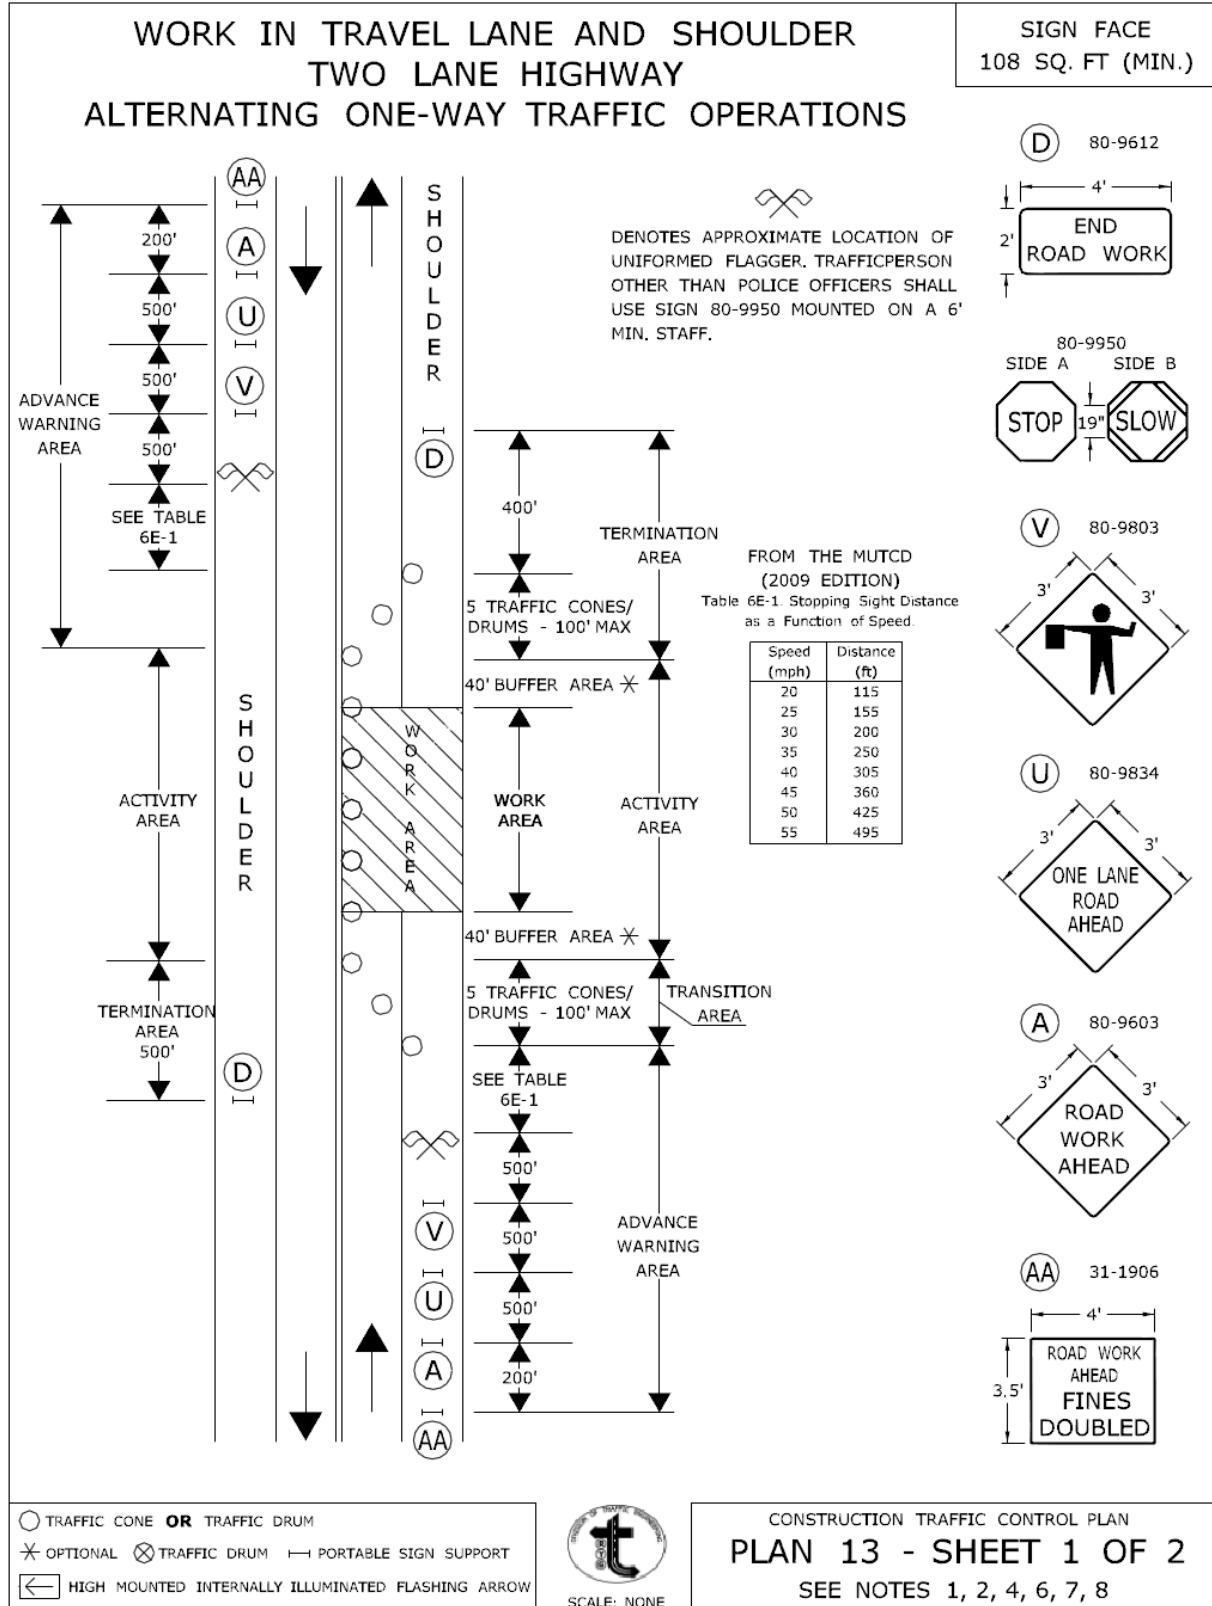 WORK IN TRAVEL LANE AND SHOULDER
TWO LANE HIGHWAY
ALTERNATING ONE-WAY TRAFFIC OPERATIONS
SIGN FACE
108 SQ. FT (MIN.)
AA
200'
A
500'
U
500'
V
500'
ADVANCE
WARNING
AREA
SEE TABLE
6E-1
SHOULDER
ACTIVITY
AREA
TERMINATION
AREA
500'
D
SHOULDER
D
400'
TERMINATION
AREA
5 TRAFFIC CONES/
DRUMS - 100' MAX
40' BUFFER AREA
WORK AREA
WORK
AREA
ACTIVITY
AREA
40' BUFFER AREA
5 TRAFFIC CONES/
DRUMS - 100' MAX
TRANSITION
AREA
SEE TABLE
6E-1
500'
V
500'
U
500'
A
200'
AA
ADVANCE
WARNING
AREA
DENOTES APPROXIMATE LOCATION OF
UNIFORMED FLAGGER. TRAFFICPERSON
OTHER THAN POLICE OFFICERS SHALL
USE SIGN 80-9950 MOUNTED ON A 6'
MIN. STAFF.
FROM THE MUTCD
(2009 EDITION)
Table 6E-1. Stopping Sight Distance
as a Function of Speed.
Speed (mph) Distance (ft)
20 115
25 155
30 200
35 250
40 305
45 360
50 425
55 495
D 80-9612
4'
2'
END
ROAD WORK
80-9950
SIDE A SIDE B
STOP 19" SLOW
V 80-9803
3' 3'
U 80-9834
3' 3'
ONE LANE
ROAD
AHEAD
A 80-9603
3' 3'
ROAD
WORK
AHEAD
AA 31-1906
4'
3.5'
ROAD WORK
AHEAD
FINES
DOUBLED
TRAFFIC CONE OR TRAFFIC DRUM
OPTIONAL TRAFFIC DRUM PORTABLE SIGN SUPPORT
HIGH MOUNTED INTERNALLY ILLUMINATED FLASHING ARROW
DIVISION OF TRAFFIC ENGINEERING
SCALE: NONE
CONSTRUCTION TRAFFIC CONTROL PLAN
PLAN 13 - SHEET 1 OF 2
SEE NOTES 1, 2, 4, 6, 7, 8